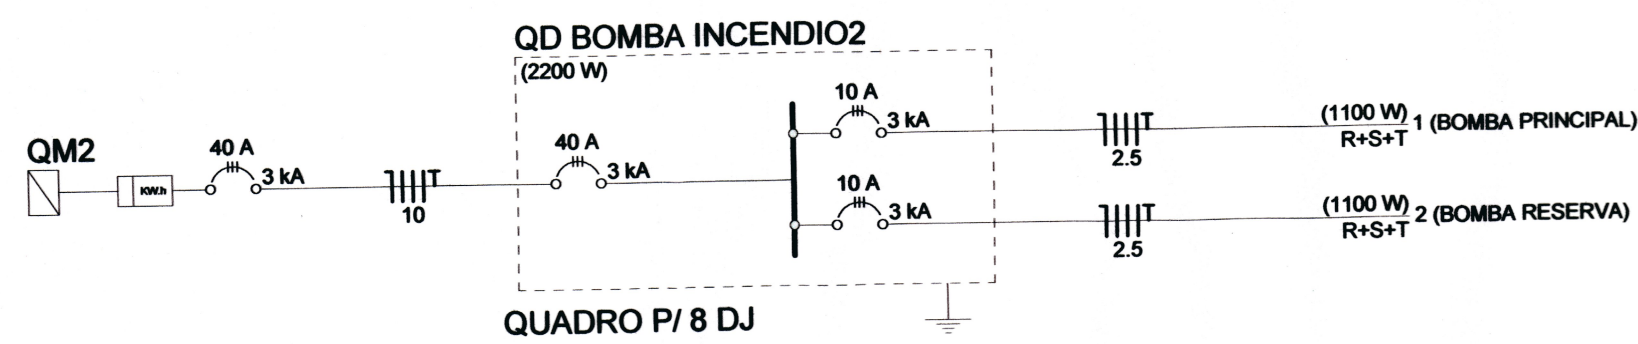 QD BOMBA INCENDIO2
(2200 W)
QM2
KW.h
40 A
3 kA
T
10
40 A
3 kA
10 A
3 kA
T
2.5
(1100 W)
R+S+T
1 (BOMBA PRINCIPAL)
10 A
3 kA
T
2.5
(1100 W)
R+S+T
2 (BOMBA RESERVA)
QUADRO P/ 8 DJ